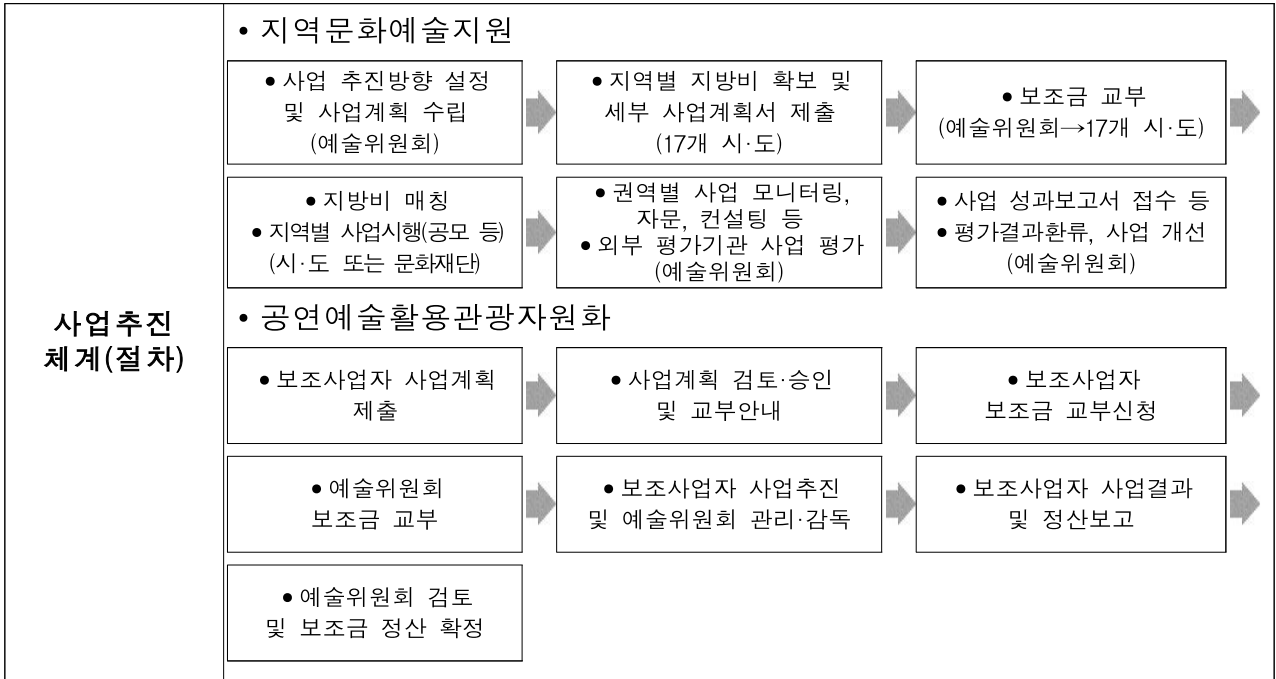 사업추진
체계(절차)
• 지역문화예술지원
● 사업 추진방향 설정
및 사업계획 수립
(예술위원회)
● 지역별 지방비 확보 및
세부 사업계획서 제출
(17개 시·도)
● 보조금 교부
(예술위원회→17개 시·도)
● 지방비 매칭
● 지역별 사업시행(공모 등)
(시·도 또는 문화재단)
● 권역별 사업 모니터링,
자문, 컨설팅 등
● 외부 평가기관 사업 평가
(예술위원회)
● 사업 성과보고서 접수 등
● 평가결과환류, 사업 개선
(예술위원회)
• 공연예술활용관광자원화
● 보조사업자 사업계획
제출
● 사업계획 검토·승인
및 교부안내
● 보조사업자
보조금 교부신청
● 예술위원회
보조금 교부
● 보조사업자 사업추진
및 예술위원회 관리·감독
● 보조사업자 사업결과
및 정산보고
● 예술위원회 검토
및 보조금 정산 확정